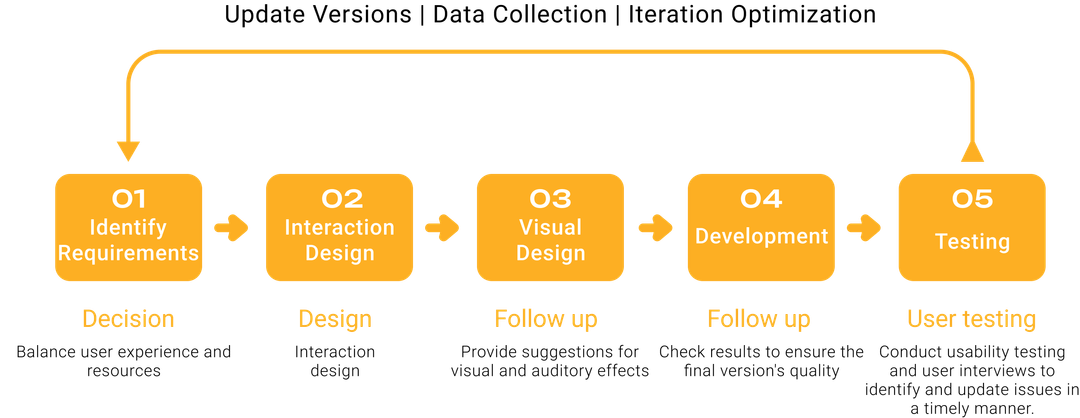 Update Versions | Data Collection | Iteration Optimization
01
Identify
Requirements
02
Interaction
Design
03
Visual
Design
04
Development
05
Testing
Decision
Balance user experience and
resources
Design
Interaction
design
Follow up
Provide suggestions for
visual and auditory effects
Follow up
Check results to ensure the
final version's quality
User testing
Conduct usability testing
and user interviews to
identify and update issues in
a timely manner.